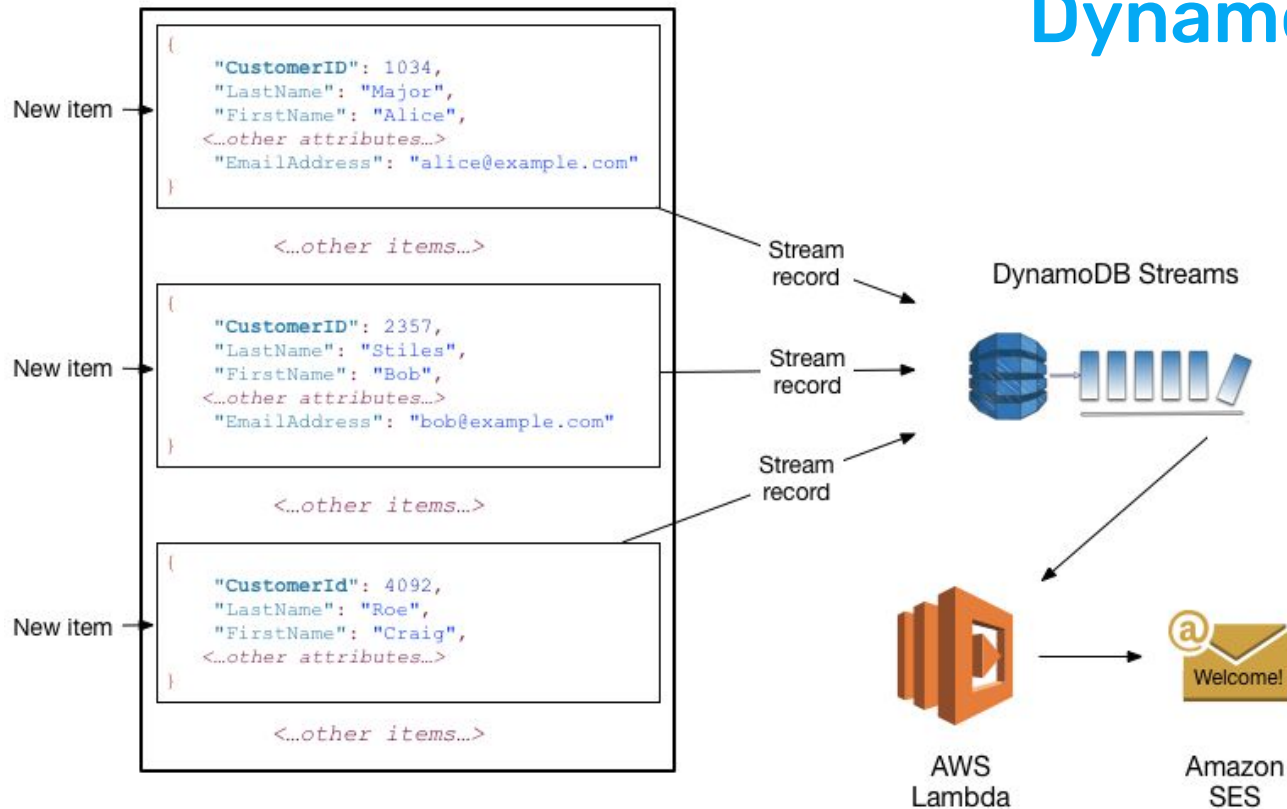 Dynamo
New item
{
"CustomerID": 1034,
"LastName": "Major",
"FirstName": "Alice",
<…other attributes…>
"EmailAddress": "alice@example.com"
}
<…other items…>
New item
{
"CustomerID": 2357,
"LastName": "Stiles",
"FirstName": "Bob",
<…other attributes…>
"EmailAddress": "bob@example.com"
}
<…other items…>
New item
{
"CustomerId": 4092,
"LastName": "Roe",
"FirstName": "Craig",
<…other attributes…>
}
<…other items…>
Stream
record
Stream
record
Stream
record
DynamoDB Streams
AWS
Lambda
@
Welcome!
Amazon
SES